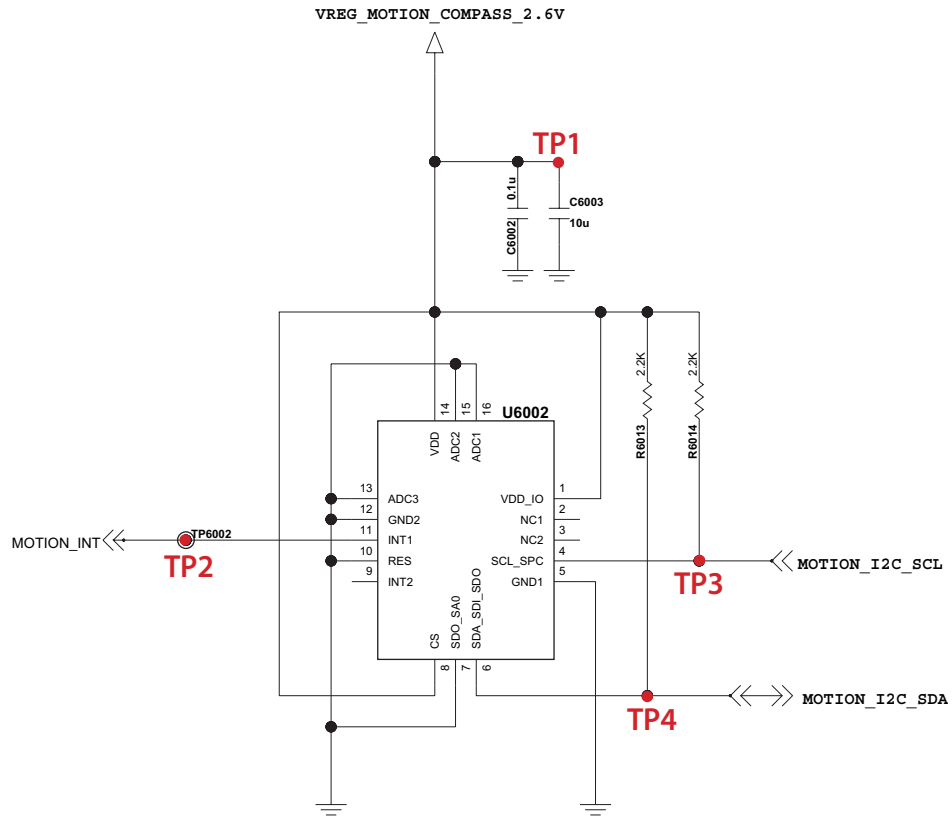 VREG_MOTION_COMPASS_2.6V
TP1
0.1u
C6002
C6003
10u
2.2K
R6013
2.2K
R6014
14
15
16
U6002
VDD
ADC2
ADC1
13
ADC3
12
GND2
11
INT1
10
RES
9
INT2
VDD_IO
1
NC1
2
NC2
3
SCL_SPC
4
GND1
5
MOTION_INT
TP6002
TP2
TP3
MOTION_I2C_SCL
CS
SDO_SA0
SDA_SDI_SDO
8
7
6
TP4
MOTION_I2C_SDA